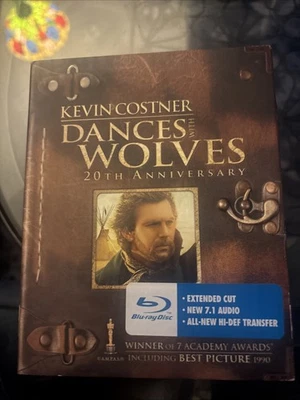 KEVIN COSTNER
DANCES WITH
WOLVES
20TH ANNIVERSARY
Blu-ray Disc
• EXTENDED CUT
• NEW 7.1 AUDIO
• ALL-NEW HI-DEF TRANSFER
WINNER OF 7 ACADEMY AWARDS
INCLUDING BEST PICTURE 1990